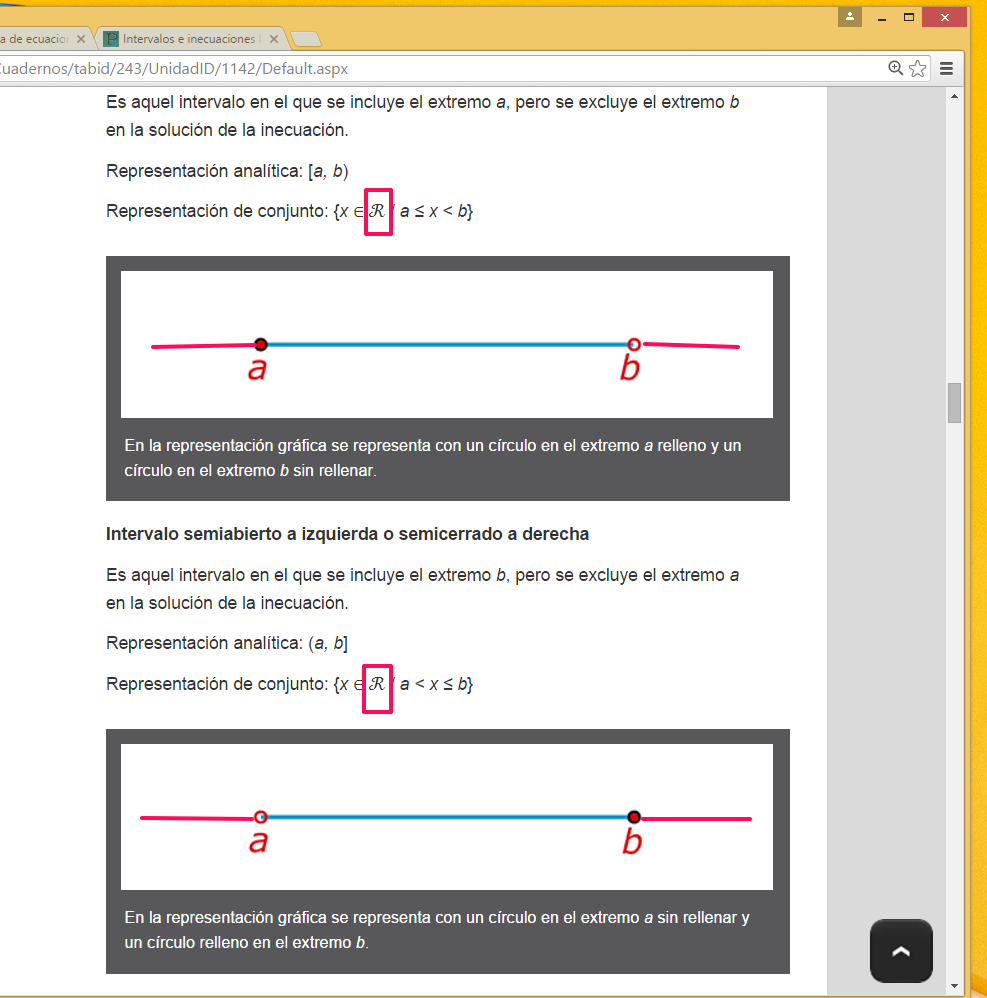 a de ecuacion
Intervalos e inecuaciones
Cuadernos/tabid/243/UnidadID/1142/Default.aspx
Es aquel intervalo en el que se incluye el extremo a, pero se excluye el extremo b
en la solución de la inecuación.
Representación analítica: [a, b)
Representación de conjunto: {x ∈ ℛ / a ≤ x < b}
a
b
En la representación gráfica se representa con un círculo en el extremo a relleno y un
círculo en el extremo b sin rellenar.
Intervalo semiabierto a izquierda o semicerrado a derecha
Es aquel intervalo en el que se incluye el extremo b, pero se excluye el extremo a
en la solución de la inecuación.
Representación analítica: (a, b]
Representación de conjunto: {x ∈ ℛ / a < x ≤ b}
a
b
En la representación gráfica se representa con un círculo en el extremo a sin rellenar y
un círculo relleno en el extremo b.